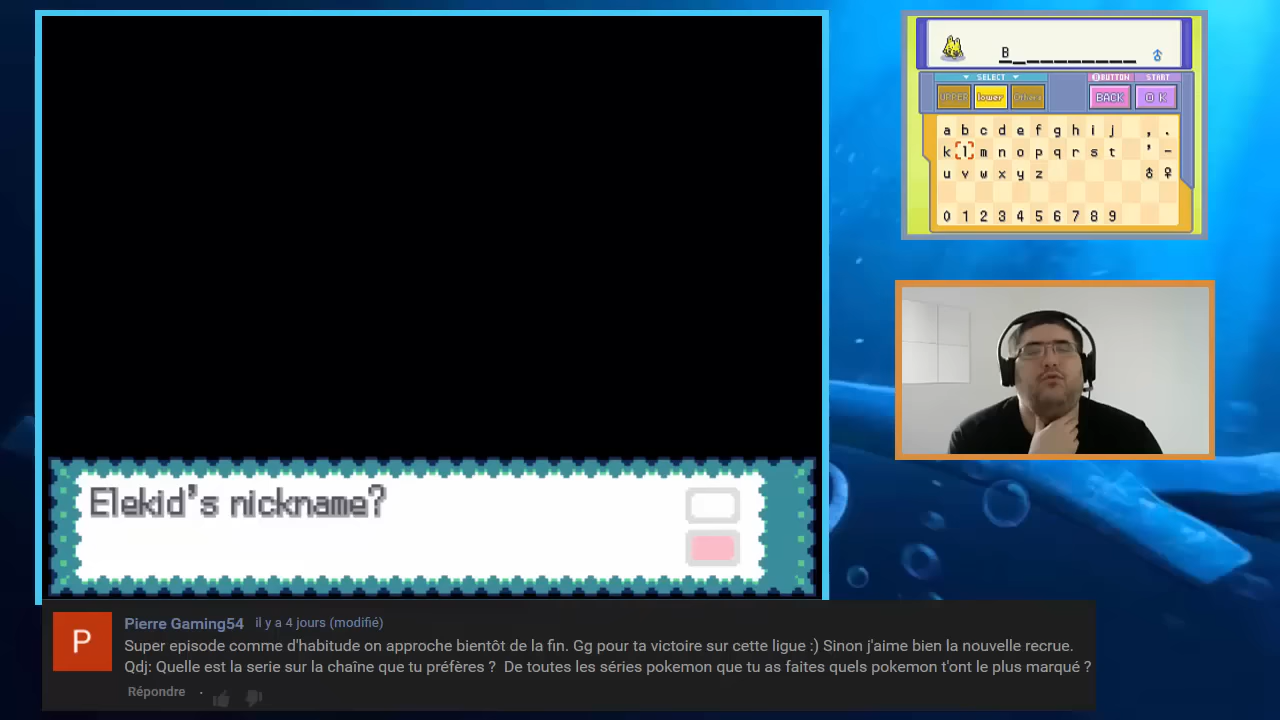 B
SELECT
BUTTON START
UPPER lower Others BACK OK
a b c d e f g h i j , .
k l m n o p q r s t ' -
u v w x y z ♂ ♀
0 1 2 3 4 5 6 7 8 9
Elekid's nickname?
P
Pierre Gaming54 il y a 4 jours (modifié)
Super episode comme d'habitude on approche bientôt de la fin. Gg pour ta victoire sur cette ligue :) Sinon j'aime bien la nouvelle recrue.
Qdj: Quelle est la serie sur la chaîne que tu préfères ? De toutes les séries pokemon que tu as faites quels pokemon t'ont le plus marqué ?
Répondre